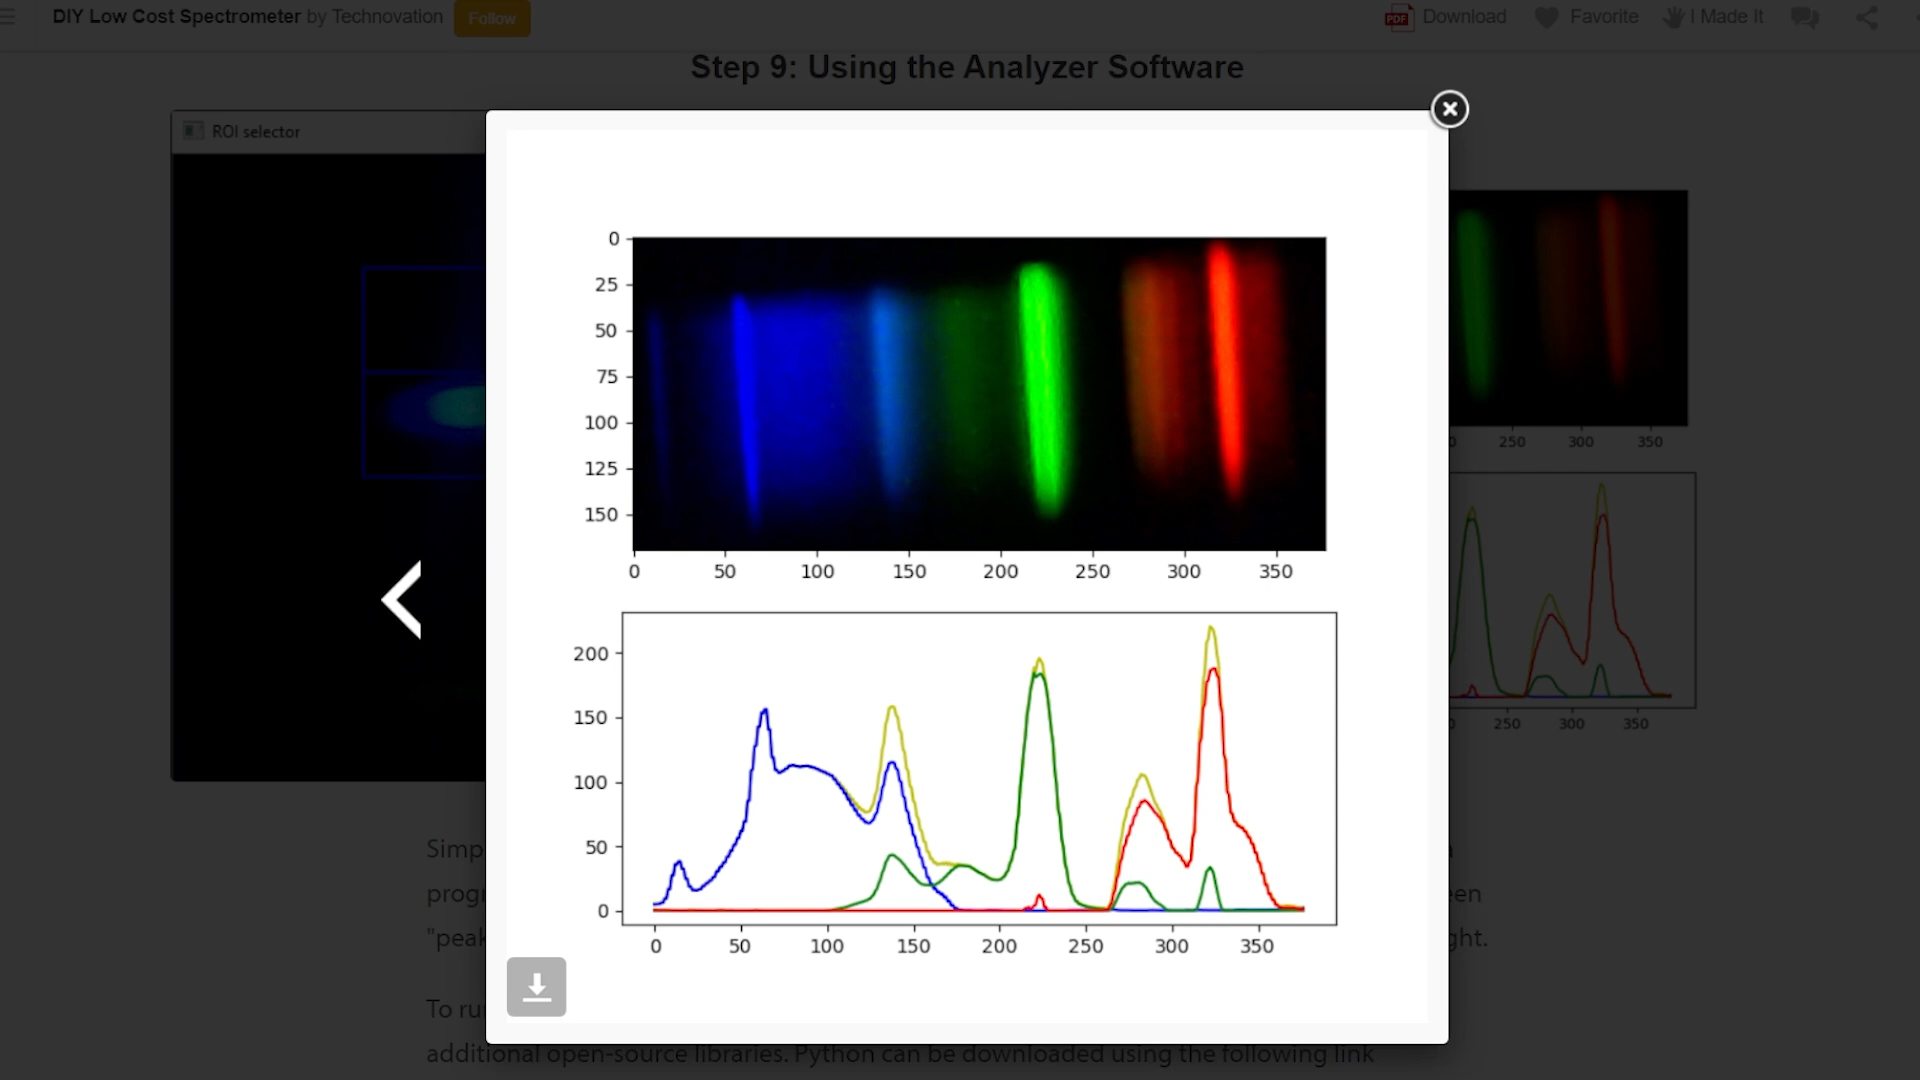 DIY Low Cost Spectrometer by Technovation
Follow
PDF Download
Favorite
I Made It
Step 9: Using the Analyzer Software
ROI selector
0
25
50
75
100
125
150
0 50 100 150 200 250 300 350
200
150
100
50
0
0 50 100 150 200 250 300 350
250 300 350
250 300 350
Simp
progr
"peak
ght.
To ru
additional open-source libraries. Python can be downloaded using the following link